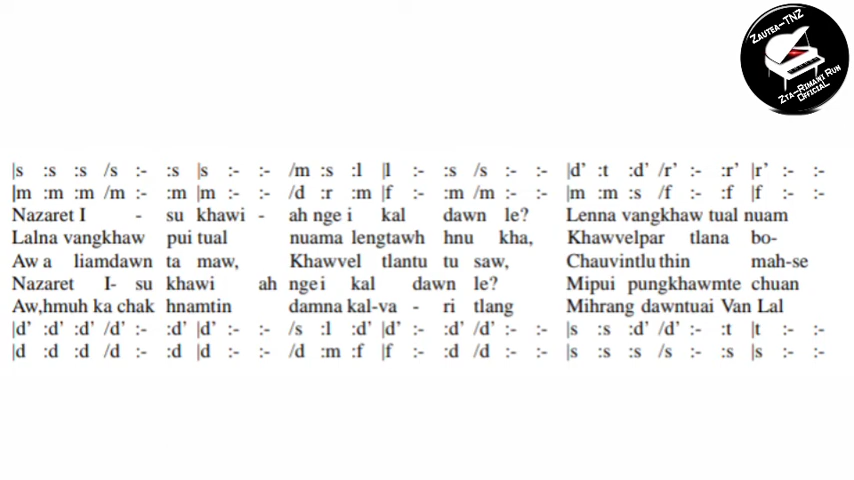 ZAUTEA-TNZ
ZTA-RIMAWI RUN
OFFICIAL
|s :s :s /s :- :s |s :- :- /m :s :l |l :- :s /s :- :- |d’ :t :d’ /r’ :- :r’ |r’ :- :-
|m :m :m /m :- :m |m :- :- /d :r :m |f :- :m /m :- :- |m :m :s /f :- :f |f :- :-
Nazaret I - su khawi - ah nge i kal dawn le? Lenna vangkhaw tual nuam
Lalna vangkhaw pui tual nuama lengtawh hnu kha, Khawvelpar tlana bo-
Aw a liamdawn ta maw, Khawvel tlantu tu saw, Chauvintlu thin mah-se
Nazaret I- su khawi ah nge i kal dawn le? Mipui pungkhawmte chuan
Aw,hmuh ka chak hnamtin damna kal-va - ri tlang Mihrang dawntuai Van Lal
|d’ :d’ :d’ /d’ :- :d’ |d’ :- :- /s :l :d’ |d’ :- :d’ /d’ :- :- |s :s :d’ /d’ :- :t |t :- :-
|d :d :d /d :- :d |d :- :- /d :m :f |f :- :d /d :- :- |s :s :s /s :- :s |s :- :-